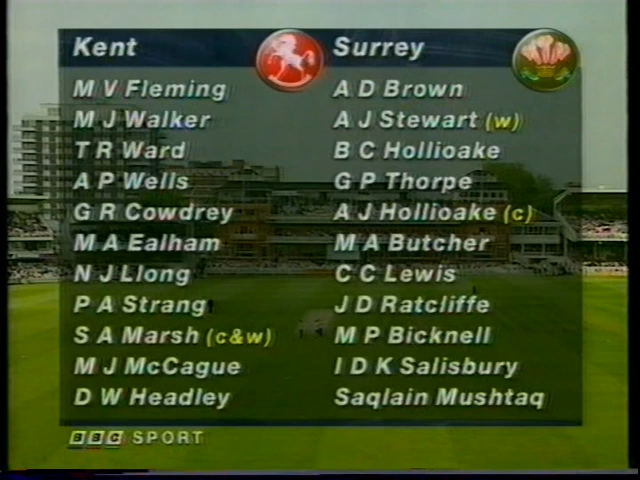 Kent
M V Fleming
M J Walker
T R Ward
A P Wells
G R Cowdrey
M A Ealham
N J Llong
P A Strang
S A Marsh (c&w)
M J McCague
D W Headley
Surrey
A D Brown
A J Stewart (w)
B C Hollioake
G P Thorpe
A J Hollioake (c)
M A Butcher
C C Lewis
J D Ratcliffe
M P Bicknell
I D K Salisbury
Saqlain Mushtaq
BBC SPORT